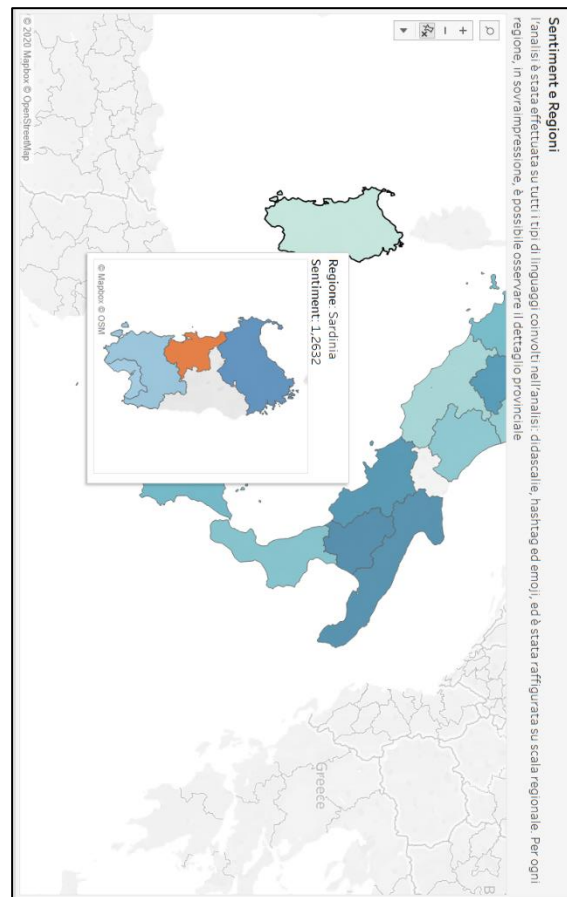 Sentiment e Regioni
l'analisi è stata effettuata su tutti i tipi di linguaggi coinvolti nell'analisi: didascalie, hashtag ed emoji, ed è stata raffigurata su scala regionale. Per ogni
regione, in sovraimpressione, è possibile osservare il dettaglio provinciale
Regione: Sardinia
Sentiment: 1,2632
© Mapbox © OSM
Greece
B
© 2020 Mapbox © OpenStreetMap